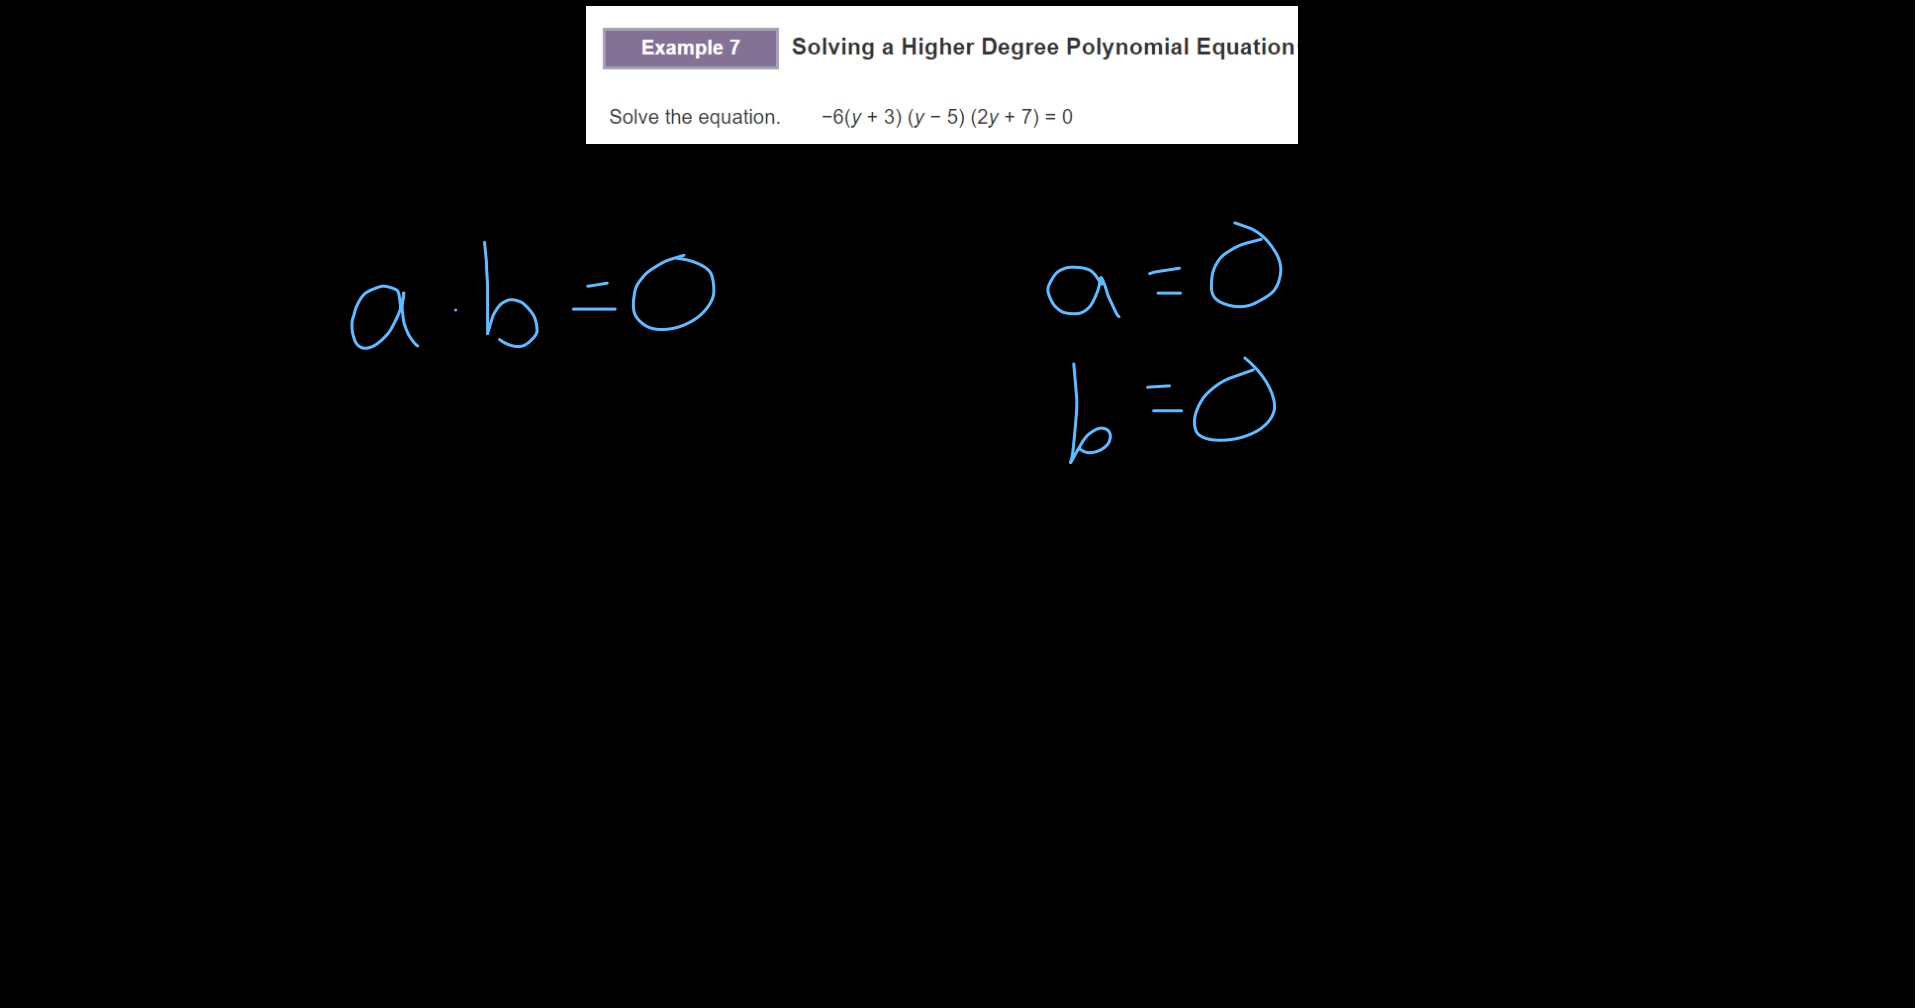 Example 7 Solving a Higher Degree Polynomial Equation
Solve the equation. −6(y + 3) (y − 5) (2y + 7) = 0
a · b = 0
a = 0
b = 0